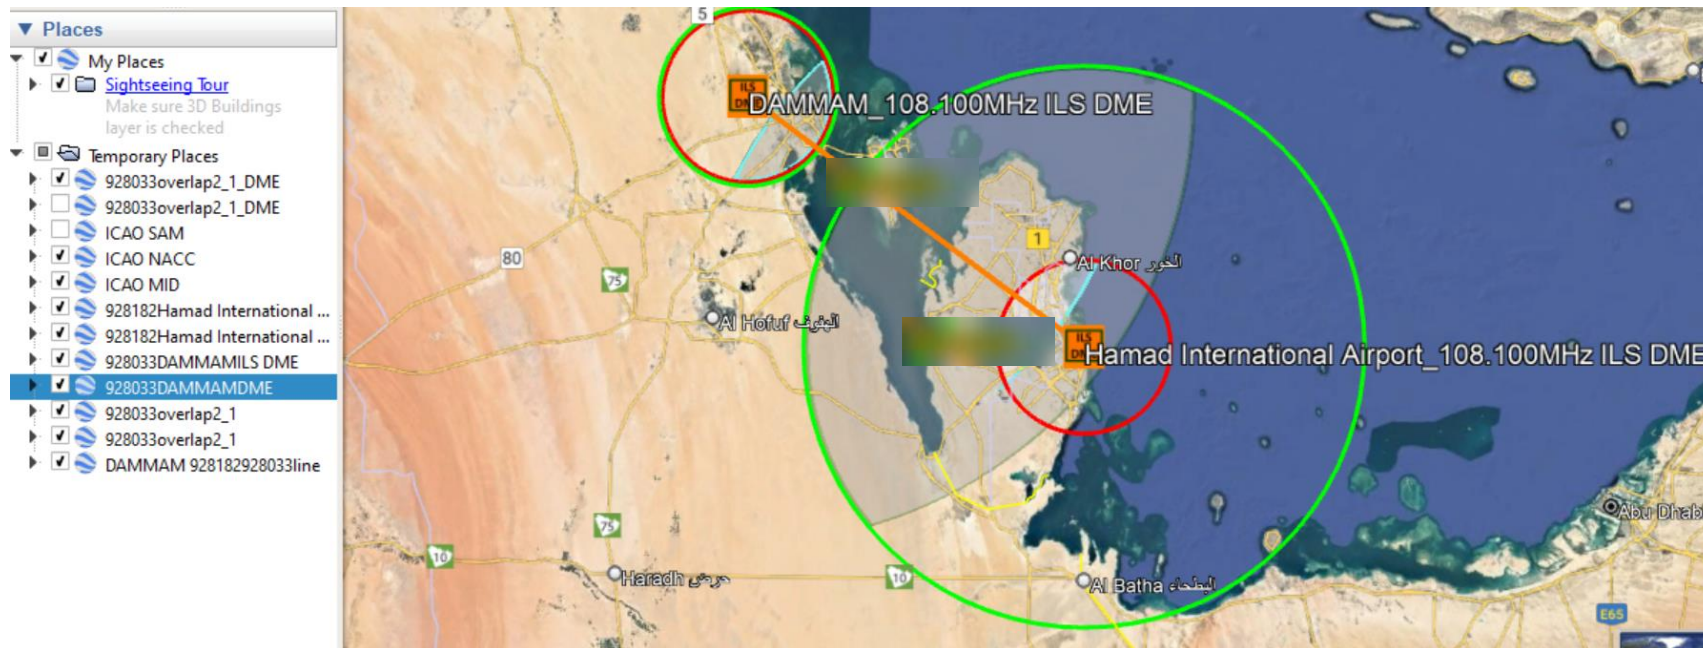 Places
My Places
Sightseeing Tour
Make sure 3D Buildings
layer is checked
Temporary Places
928033overlap2_1_DME
928033overlap2_1_DME
ICAO SAM
ICAO NACC
ICAO MID
928182Hamad International ...
928182Hamad International ...
928033DAMMAMILS DME
928033DAMMAMDME
928033overlap2_1
928033overlap2_1
DAMMAM 928182928033line
5
ILS
DAMMAM_108.100MHz ILS DME
1
80
75
Al Khor الخور
Al Hofuf الهفوف
ILS
Hamad International Airport_108.100MHz ILS DME
75
Abu Dhab
10
Haradh حرض
10
Al Batha البطحاء
E65